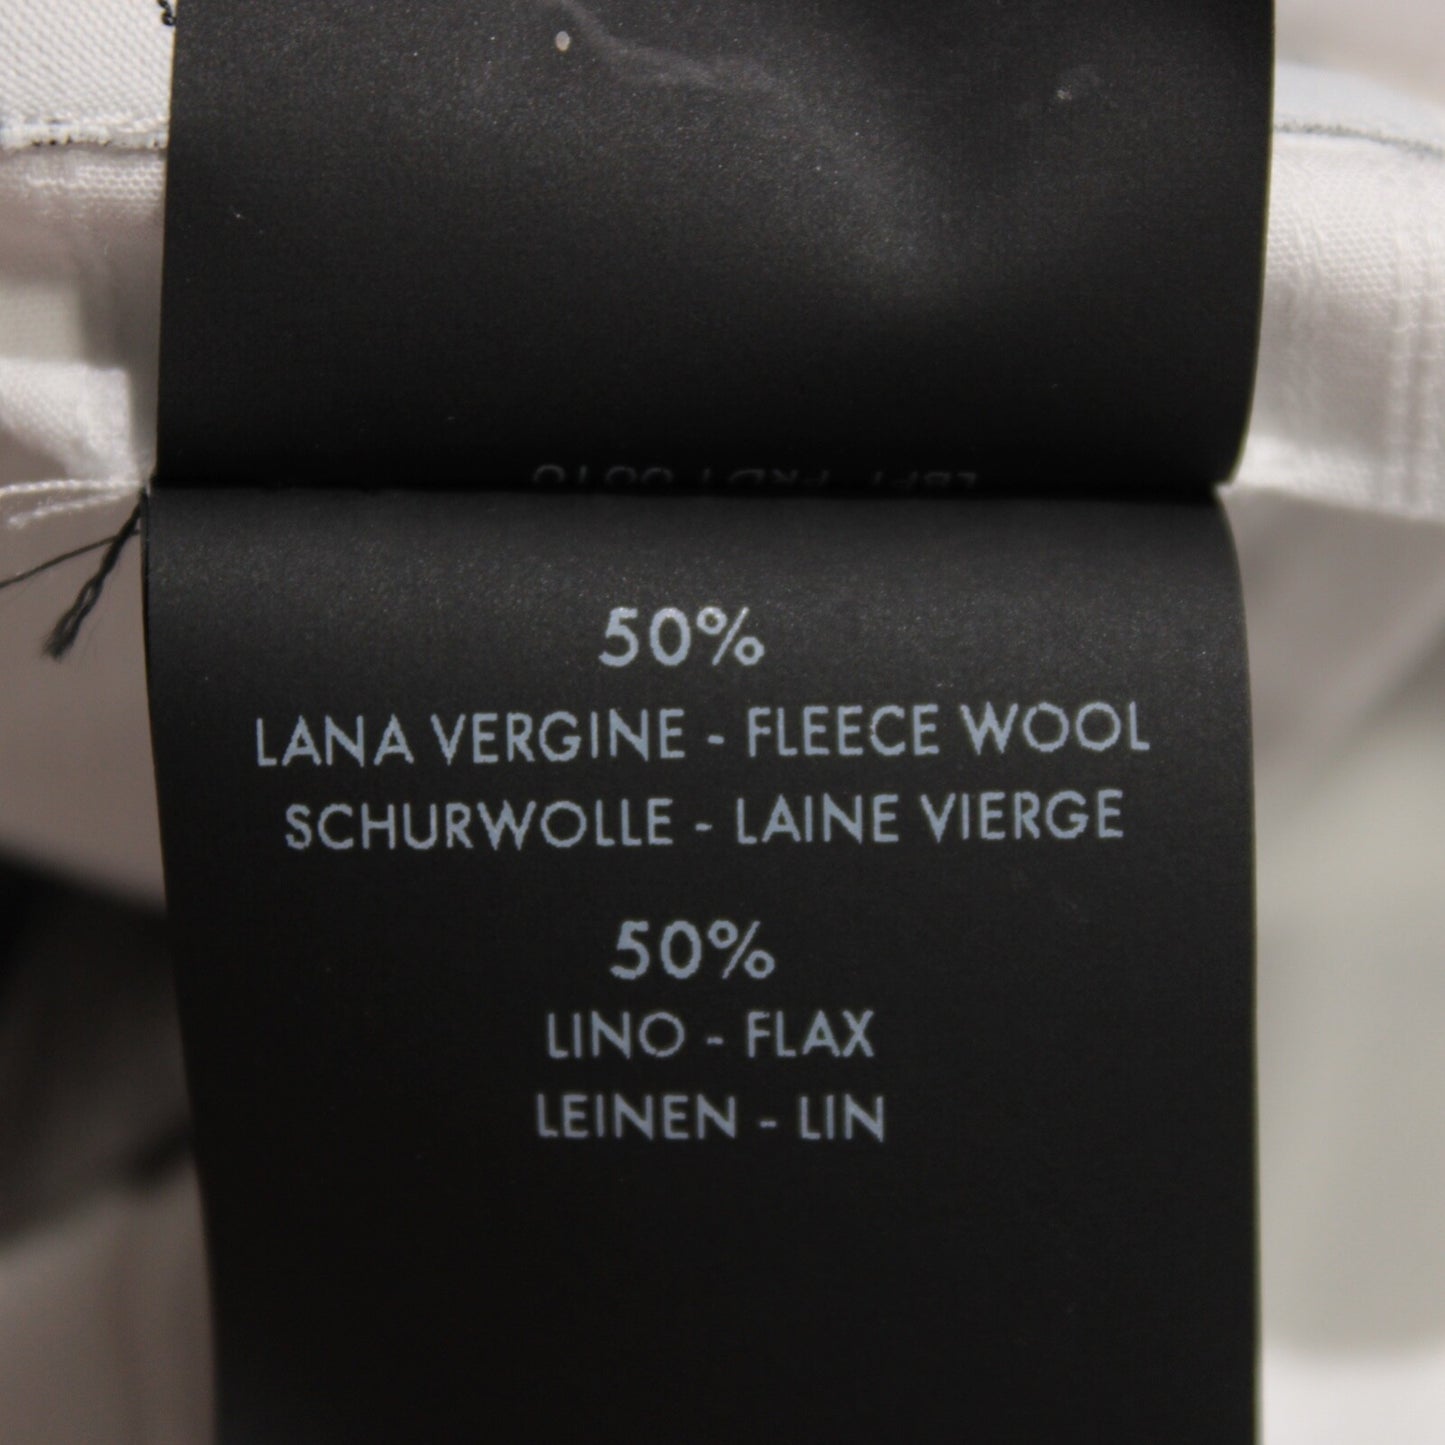 50%
LANA VERGINE - FLEECE WOOL
SCHURWOLLE - LAINE VIERGE
50%
LINO - FLAX
LEINEN - LIN